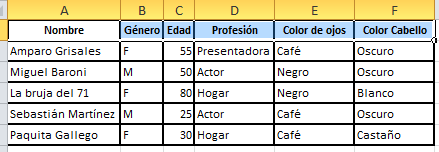 A B C D E F
Nombre Género Edad Profesión Color de ojos Color Cabello
Amparo Grisales F 55 Presentadora Café Oscuro
Miguel Baroni M 50 Actor Negro Oscuro
La bruja del 71 F 80 Hogar Negro Blanco
Sebastián Martínez M 25 Actor Café Oscuro
Paquita Gallego F 30 Hogar Café Castaño